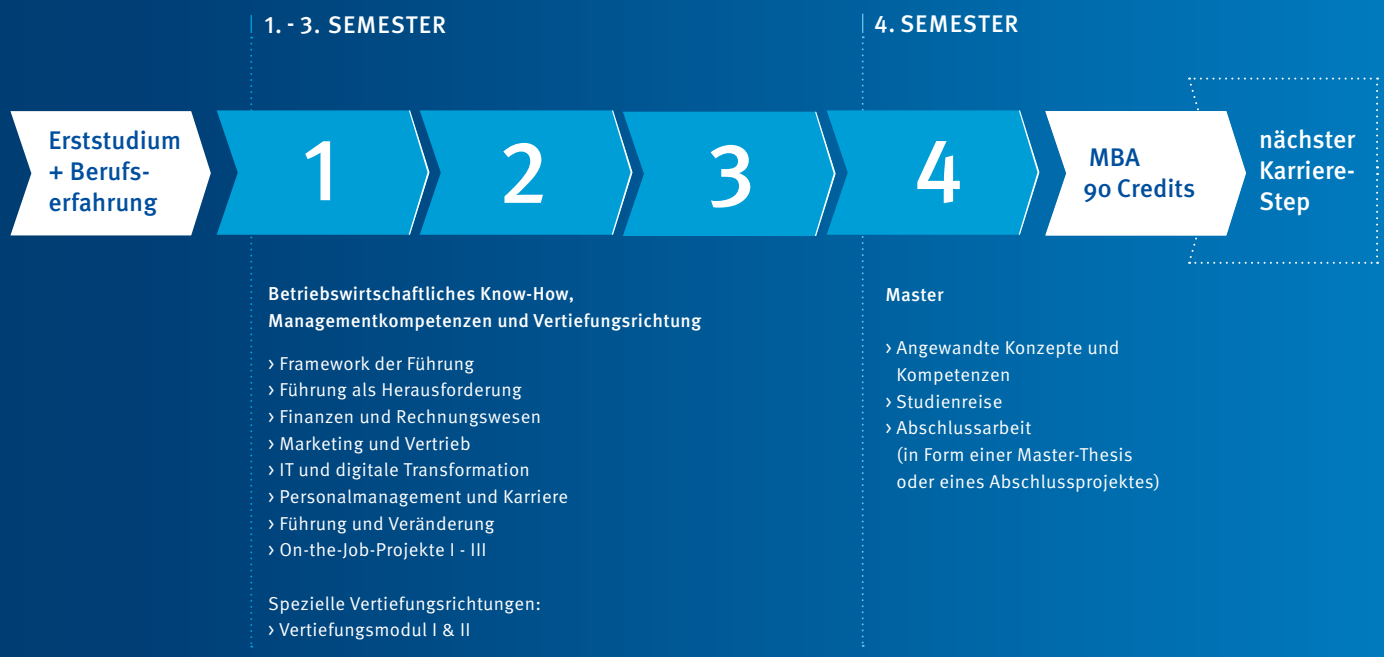 1. - 3. SEMESTER
4. SEMESTER
Erststudium
+ Berufs-
erfahrung
1
2
3
4
MBA
90 Credits
nächster
Karriere-
Step
Betriebswirtschaftliches Know-How,
Managementkompetenzen und Vertiefungsrichtung
› Framework der Führung
› Führung als Herausforderung
› Finanzen und Rechnungswesen
› Marketing und Vertrieb
› IT und digitale Transformation
› Personalmanagement und Karriere
› Führung und Veränderung
› On-the-Job-Projekte I - III
Spezielle Vertiefungsrichtungen:
› Vertiefungsmodul I & II
Master
› Angewandte Konzepte und
Kompetenzen
› Studienreise
› Abschlussarbeit
(in Form einer Master-Thesis
oder eines Abschlussprojektes)